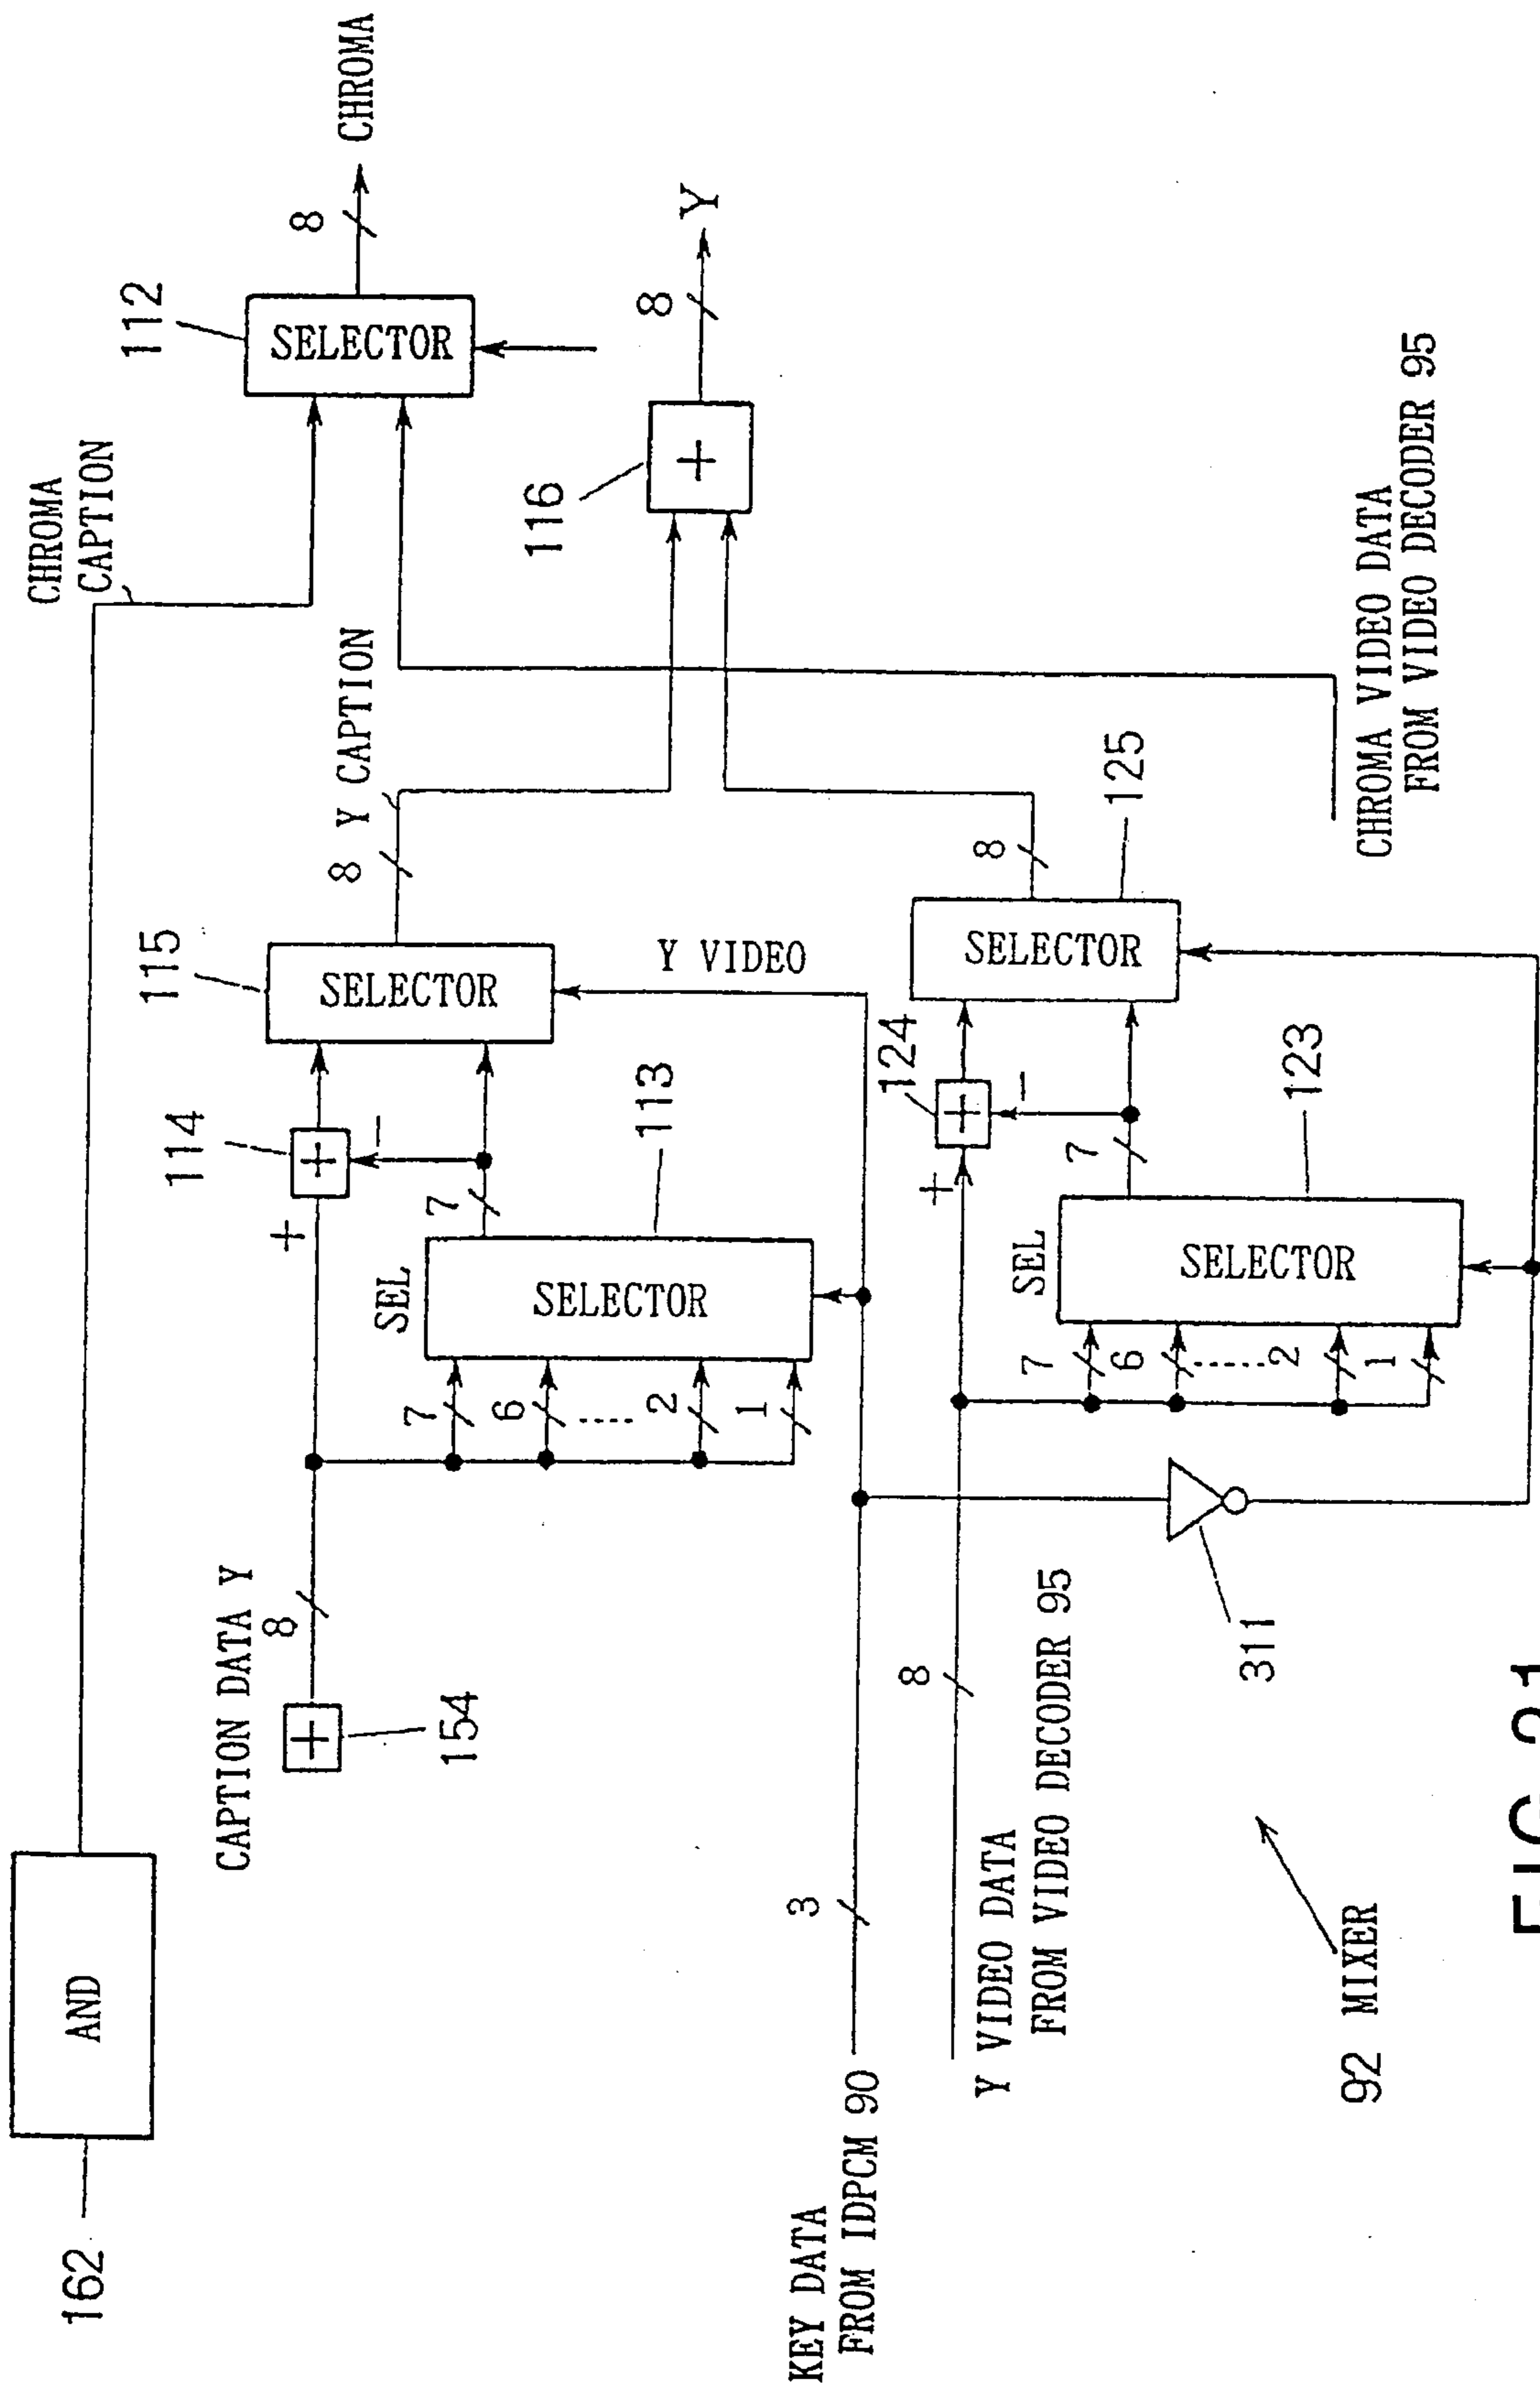 162
AND
CHROMA
CAPTION
112
SELECTOR
8
CHROMA
CAPTION DATA Y
8
+
154
+
114
+
−
115
SELECTOR
8
Y CAPTION
116
+
8
Y
SEL
7
SELECTOR
113
7
6
2
1
Y VIDEO
KEY DATA
FROM IDPCM 90
3
Y VIDEO DATA
FROM VIDEO DECODER 95
8
+
124
+
−
SELECTOR
125
8
SEL
7
SELECTOR
123
7
6
2
1
311
CHROMA VIDEO DATA
FROM VIDEO DECODER 95
92 MIXER